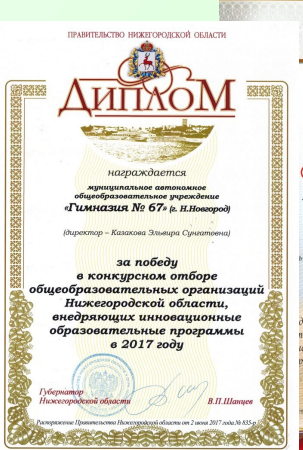 ПРАВИТЕЛЬСТВО НИЖЕГОРОДСКОЙ ОБЛАСТИ
ДИПЛОМ
награждается
муниципальное автономное
общеобразовательное учреждение
«Гимназия № 67» (г. Н.Новгород)
(директор – Казакова Эльвира Сунгатовна)
за победу
в конкурсном отборе
общеобразовательных организаций
Нижегородской области,
внедряющих инновационные
образовательные программы
в 2017 году
Губернатор
Нижегородской области
В.П.Шанцев
Распоряжение Правительства Нижегородской области от 2 июня 2017 года № 835-р